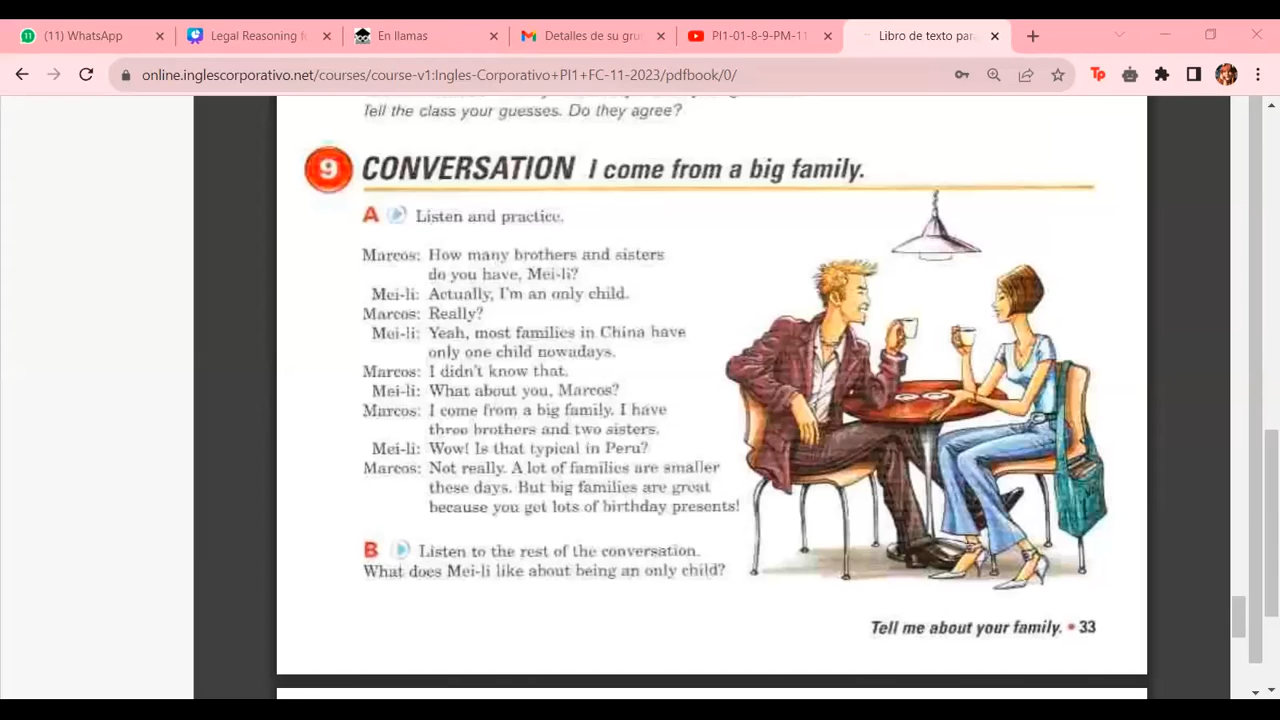 (11) WhatsApp
Legal Reasoning fo
En llamas
Detalles de su gru
PI1-01-8-9-PM-11
Libro de texto para
online.inglescorporativo.net/courses/course-v1:Ingles-Corporativo+PI1+FC-11-2023/pdfbook/0/
Tell the class your guesses. Do they agree?
9 CONVERSATION I come from a big family.
A Listen and practice.
Marcos: How many brothers and sisters
do you have, Mei-li?
Mei-li: Actually, I'm an only child.
Marcos: Really?
Mei-li: Yeah, most families in China have
only one child nowadays.
Marcos: I didn't know that.
Mei-li: What about you, Marcos?
Marcos: I come from a big family. I have
three brothers and two sisters.
Mei-li: Wow! Is that typical in Peru?
Marcos: Not really. A lot of families are smaller
these days. But big families are great
because you get lots of birthday presents!
B Listen to the rest of the conversation.
What does Mei-li like about being an only child?
Tell me about your family. • 33